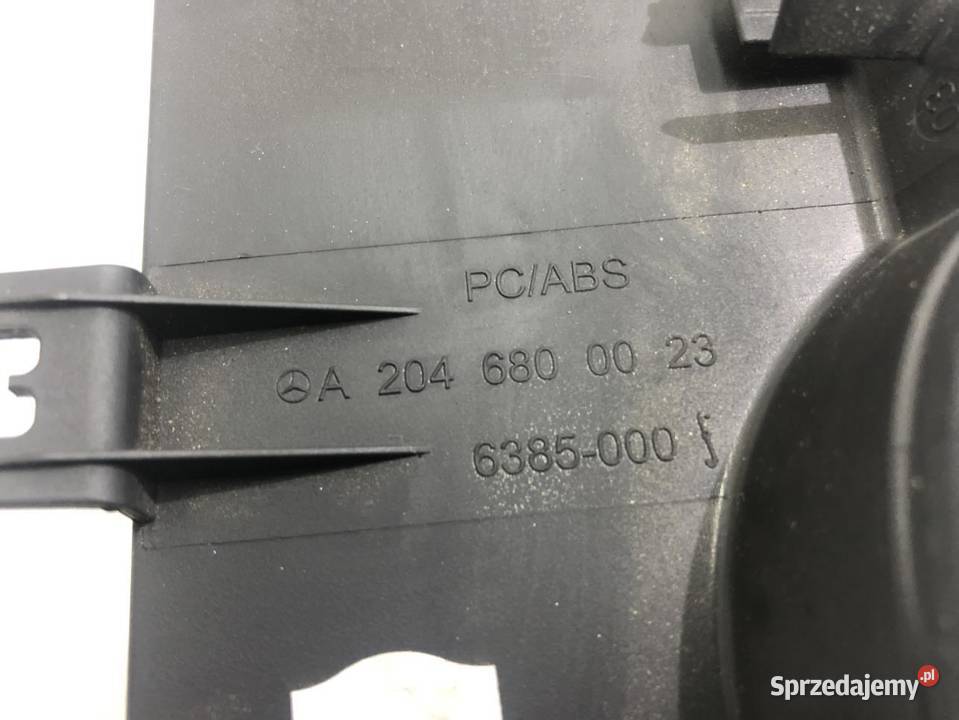 PC/ABS
A 204 680 00 23
6385-000
Sprzedajemy.pl